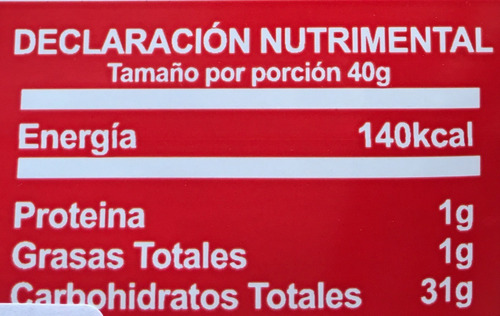 DECLARACIÓN NUTRIMENTAL
Tamaño por porción 40g
Energía 140kcal
Proteina 1g
Grasas Totales 1g
Carbohidratos Totales 31g